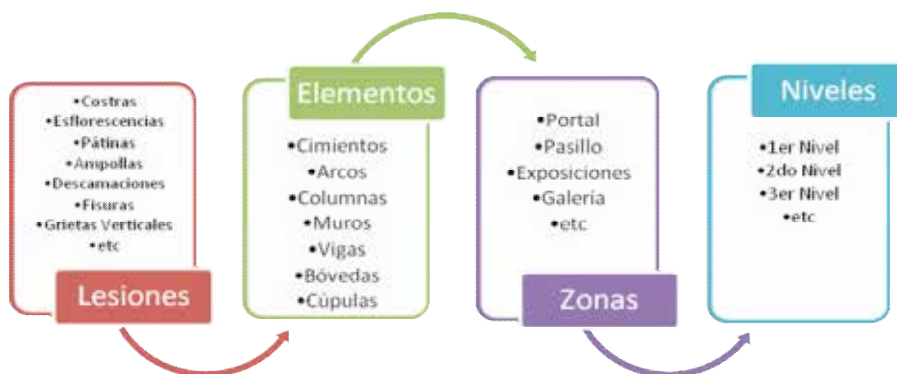 •Costras
•Esflorescencias
•Pátinas
•Ampollas
•Descamaciones
•Fisuras
•Grietas Verticales
•etc
Lesiones
Elementos
•Cimientos
•Arcos
•Columnas
•Muros
•Vigas
•Bóvedas
•Cúpulas
•Portal
•Pasillo
•Exposiciones
•Galería
•etc
Zonas
Niveles
•1er Nivel
•2do Nivel
•3er Nivel
•etc